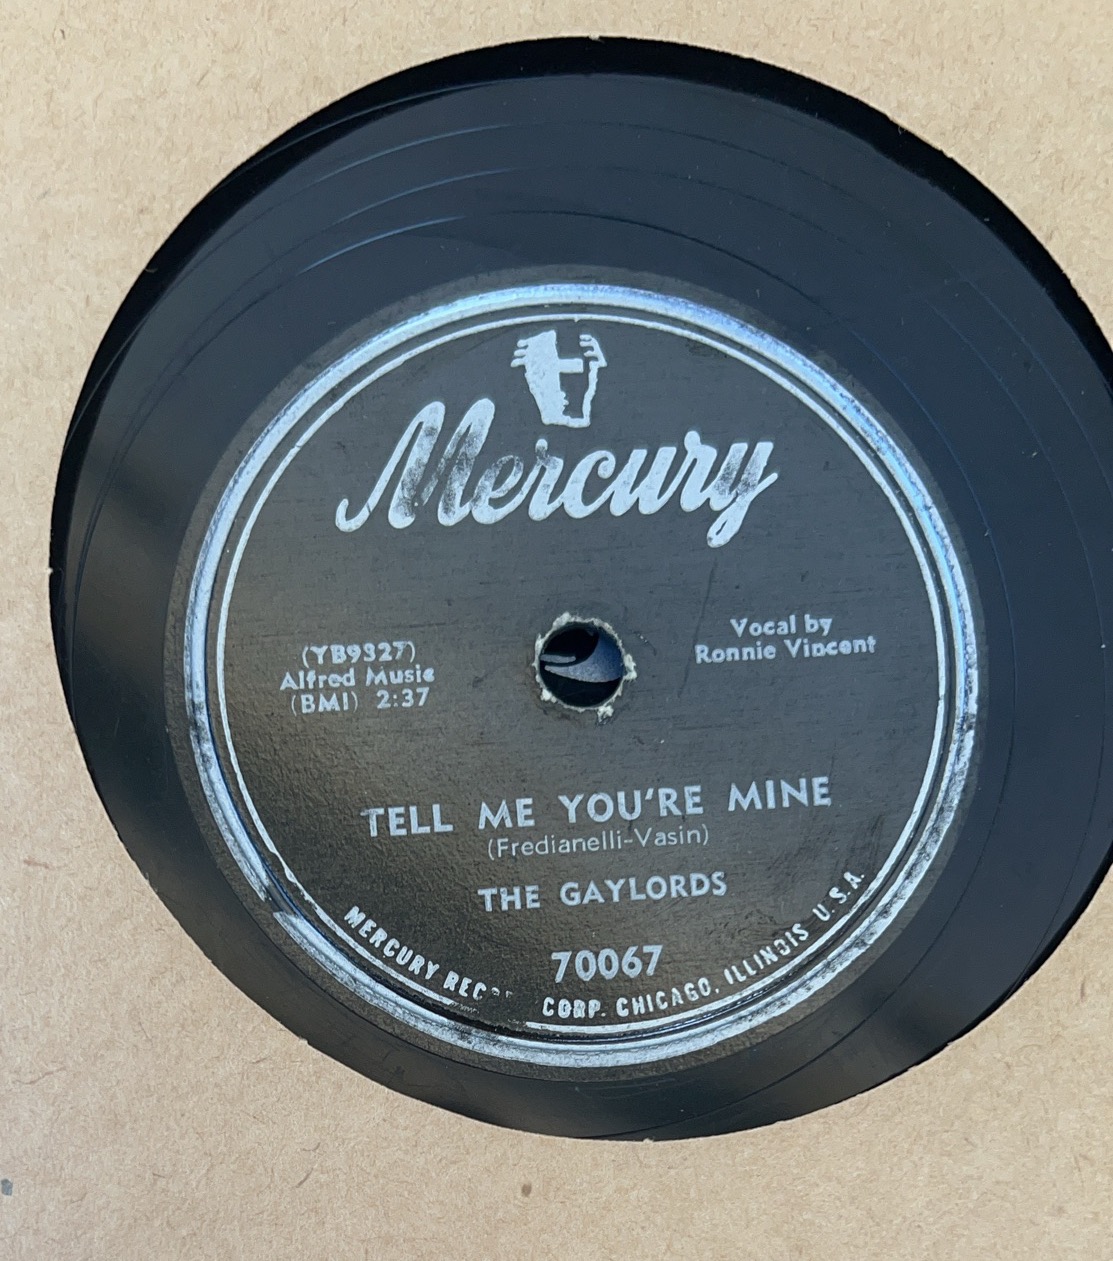 Mercury
(YB9327)
Alfred Music
(BMI) 2:37
Vocal by
Ronnie Vincent
TELL ME YOU'RE MINE
(Fredianelli-Vasin)
THE GAYLORDS
70067
MERCURY CORP. CHICAGO, ILLINOIS U.S.A.